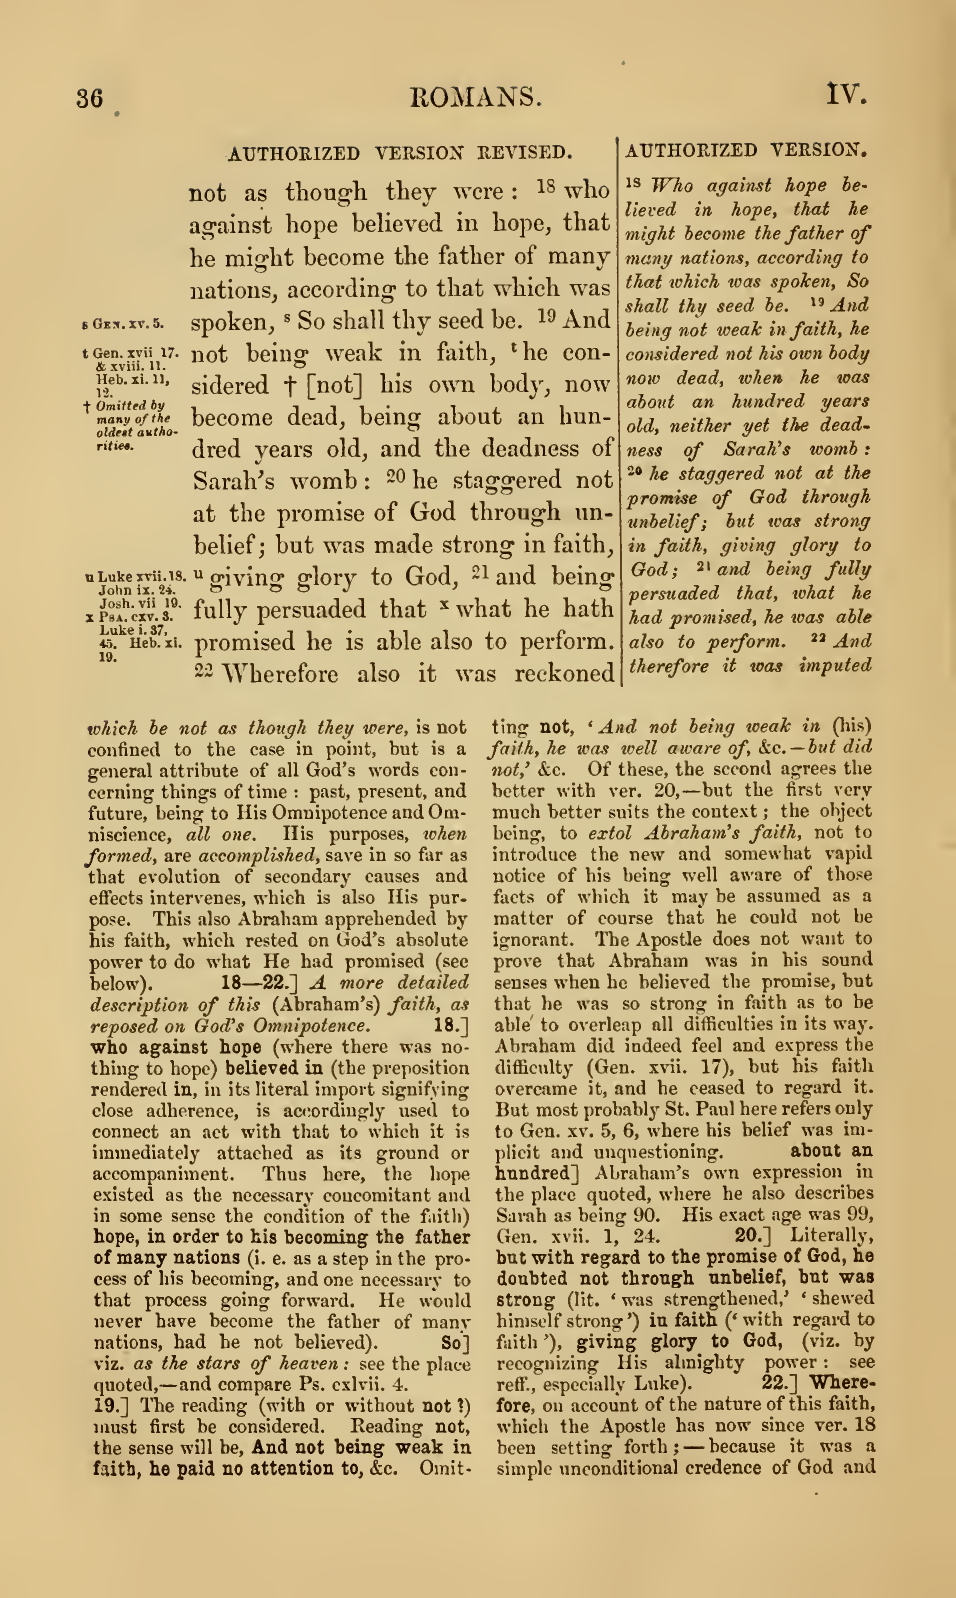 36
ROMANS.
IV.
AUTHORIZED VERSION REVISED.
not as though they were : 18 who
against hope believed in hope, that
he might become the father of many
nations, according to that which was
spoken, s So shall thy seed be. 19 And
not being weak in faith, t he con-
sidered † [not] his own body, now
become dead, being about an hun-
dred years old, and the deadness of
Sarah's womb : 20 he staggered not
at the promise of God through un-
belief; but was made strong in faith,
u giving glory to God, 21 and being
fully persuaded that x what he hath
promised he is able also to perform.
22 Wherefore also it was reckoned
s GEN. xv. 5.
t Gen. xvii 17.
& xviii. 11.
Heb. xi. 11,
12.
† Omitted by
many of the
oldest autho-
rities.
u Luke xvii. 18.
John ix. 24.
Josh. vii 19.
x PSA. cxv. 3.
Luke i. 37,
45. Heb. xi.
19.
AUTHORIZED VERSION.
18 Who against hope be-
lieved in hope, that he
might become the father of
many nations, according to
that which was spoken, So
shall thy seed be. 19 And
being not weak in faith, he
considered not his own body
now dead, when he was
about an hundred years
old, neither yet the dead-
ness of Sarah's womb :
20 he staggered not at the
promise of God through
unbelief; but was strong
in faith, giving glory to
God; 21 and being fully
persuaded that, what he
had promised, he was able
also to perform. 22 And
therefore it was imputed
which be not as though they were, is not
confined to the case in point, but is a
general attribute of all God's words con-
cerning things of time : past, present, and
future, being to His Omnipotence and Om-
niscience, all one. His purposes, when
formed, are accomplished, save in so far as
that evolution of secondary causes and
effects intervenes, which is also His pur-
pose. This also Abraham apprehended by
his faith, which rested on God's absolute
power to do what He had promised (see
below). 18—22.] A more detailed
description of this (Abraham's) faith, as
reposed on God's Omnipotence. 18.]
who against hope (where there was no-
thing to hope) believed in (the preposition
rendered in, in its literal import signifying
close adherence, is accordingly used to
connect an act with that to which it is
immediately attached as its ground or
accompaniment. Thus here, the hope
existed as the necessary concomitant and
in some sense the condition of the faith)
hope, in order to his becoming the father
of many nations (i. e. as a step in the pro-
cess of his becoming, and one necessary to
that process going forward. He would
never have become the father of many
nations, had he not believed). So]
viz. as the stars of heaven : see the place
quoted,—and compare Ps. cxlvii. 4.
19.] The reading (with or without not ?)
must first be considered. Reading not,
the sense will be, And not being weak in
faith, he paid no attention to, &c. Omit-
ting not, ‘ And not being weak in (his)
faith, he was well aware of, &c.—but did
not,’ &c. Of these, the second agrees the
better with ver. 20,—but the first very
much better suits the context ; the object
being, to extol Abraham's faith, not to
introduce the new and somewhat vapid
notice of his being well aware of those
facts of which it may be assumed as a
matter of course that he could not be
ignorant. The Apostle does not want to
prove that Abraham was in his sound
senses when he believed the promise, but
that he was so strong in faith as to be
able to overleap all difficulties in its way.
Abraham did indeed feel and express the
difficulty (Gen. xvii. 17), but his faith
overcame it, and he ceased to regard it.
But most probably St. Paul here refers only
to Gen. xv. 5, 6, where his belief was im-
plicit and unquestioning. about an
hundred] Abraham's own expression in
the place quoted, where he also describes
Sarah as being 90. His exact age was 99,
Gen. xvii. 1, 24. 20.] Literally,
but with regard to the promise of God, he
doubted not through unbelief, but was
strong (lit. ‘ was strengthened,’ ‘ shewed
himself strong ’) in faith (‘ with regard to
faith ’), giving glory to God, (viz. by
recognizing His almighty power : see
reff., especially Luke). 22.] Where-
fore, on account of the nature of this faith,
which the Apostle has now since ver. 18
been setting forth ; — because it was a
simple unconditional credence of God and